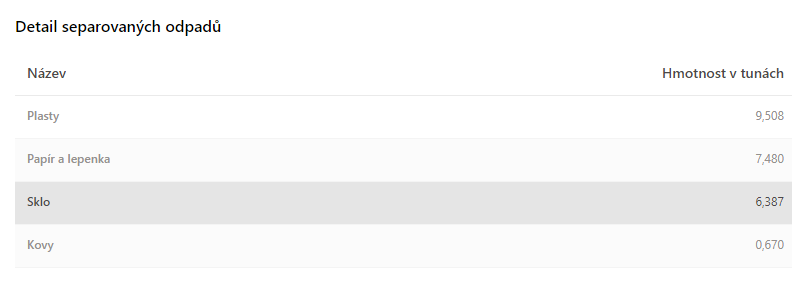 Detail separovaných odpadů
Název Hmotnost v tunách
Plasty 9,508
Papír a lepenka 7,480
Sklo 6,387
Kovy 0,670